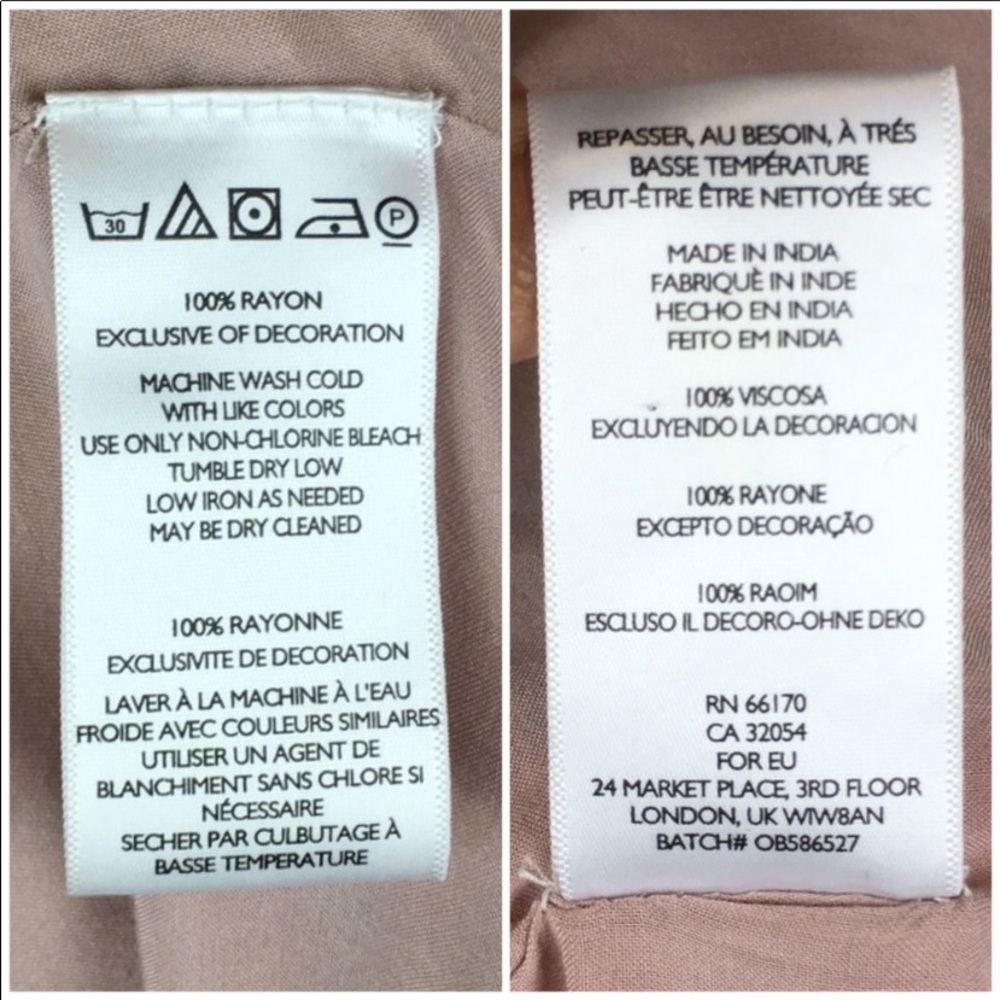 30
P
100% RAYON
EXCLUSIVE OF DECORATION
MACHINE WASH COLD
WITH LIKE COLORS
USE ONLY NON-CHLORINE BLEACH
TUMBLE DRY LOW
LOW IRON AS NEEDED
MAY BE DRY CLEANED
100% RAYONNE
EXCLUSIVITE DE DECORATION
LAVER À LA MACHINE À L'EAU
FROIDE AVEC COULEURS SIMILAIRES
UTILISER UN AGENT DE
BLANCHIMENT SANS CHLORE SI
NÉCESSAIRE
SECHER PAR CULBUTAGE À
BASSE TEMPERATURE
REPASSER, AU BESOIN, À TRÉS
BASSE TEMPÉRATURE
PEUT-ÊTRE ÊTRE NETTOYÉE SEC
MADE IN INDIA
FABRIQUÈ IN INDE
HECHO EN INDIA
FEITO EM INDIA
100% VISCOSA
EXCLUYENDO LA DECORACION
100% RAYONE
EXCEPTO DECORAÇÃO
100% RAOIM
ESCLUSO IL DECORO-OHNE DEKO
RN 66170
CA 32054
FOR EU
24 MARKET PLACE, 3RD FLOOR
LONDON, UK W1W8AN
BATCH# OB586527